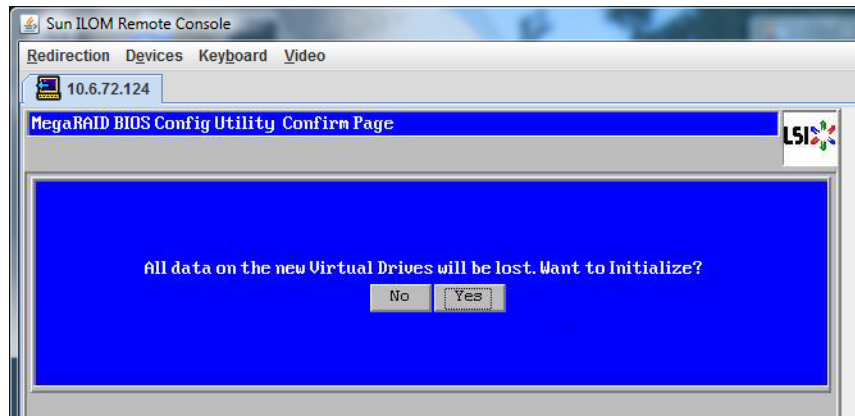 Sun ILOM Remote Console
Redirection Devices Keyboard Video
10.6.72.124
MegaRAID BIOS Config Utility Confirm Page
LSI
All data on the new Virtual Drives will be lost. Want to Initialize?
No Yes